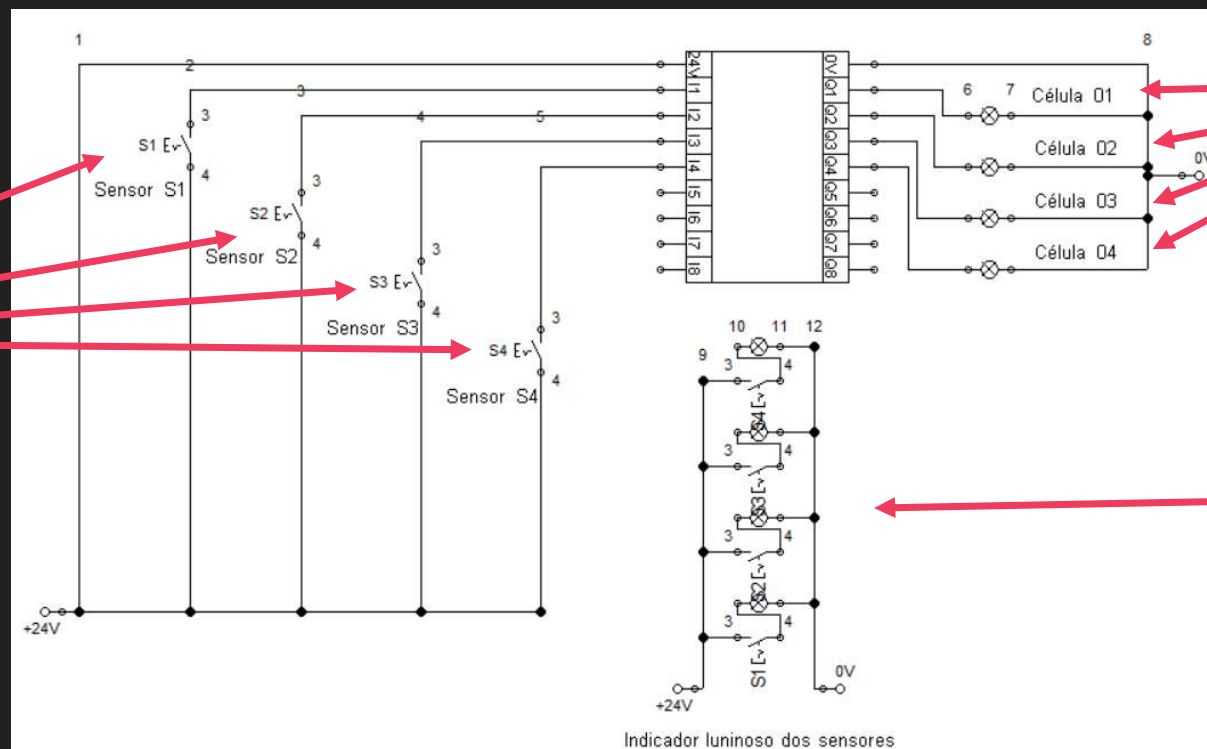 1
8
2
3
4
5
3
S1
4
Sensor S1
3
S2
4
Sensor S2
3
S3
4
Sensor S3
3
S4
4
Sensor S4
24V
I1
I2
I3
I4
I5
I6
I7
I8
0V
Q1
Q2
Q3
Q4
Q5
Q6
Q7
Q8
6 7
Célula 01
Célula 02
Célula 03
Célula 04
0V
+24V
9
10 11 12
3 4
S4
3 4
S3
3 4
S2
3 4
S1
+24V
0V
Indicador luninoso dos sensores